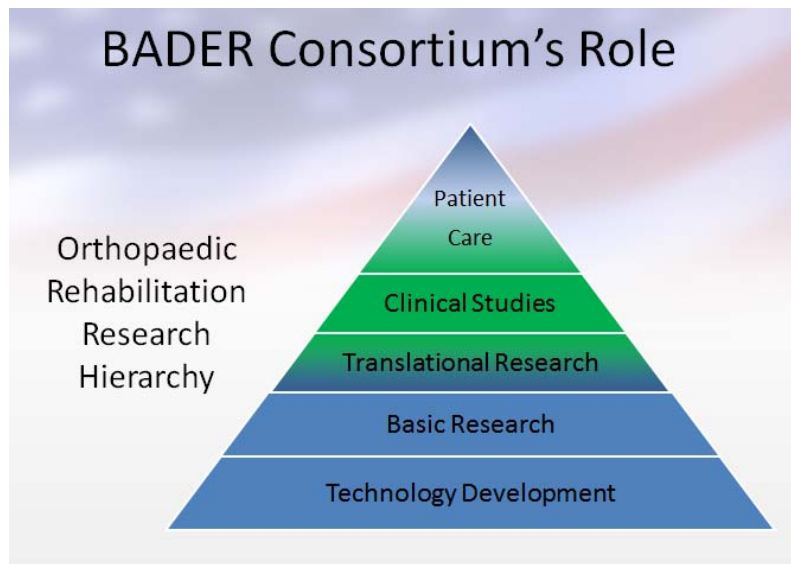 BADER Consortium's Role
Orthopaedic
Rehabilitation
Research
Hierarchy
Patient
Care
Clinical Studies
Translational Research
Basic Research
Technology Development